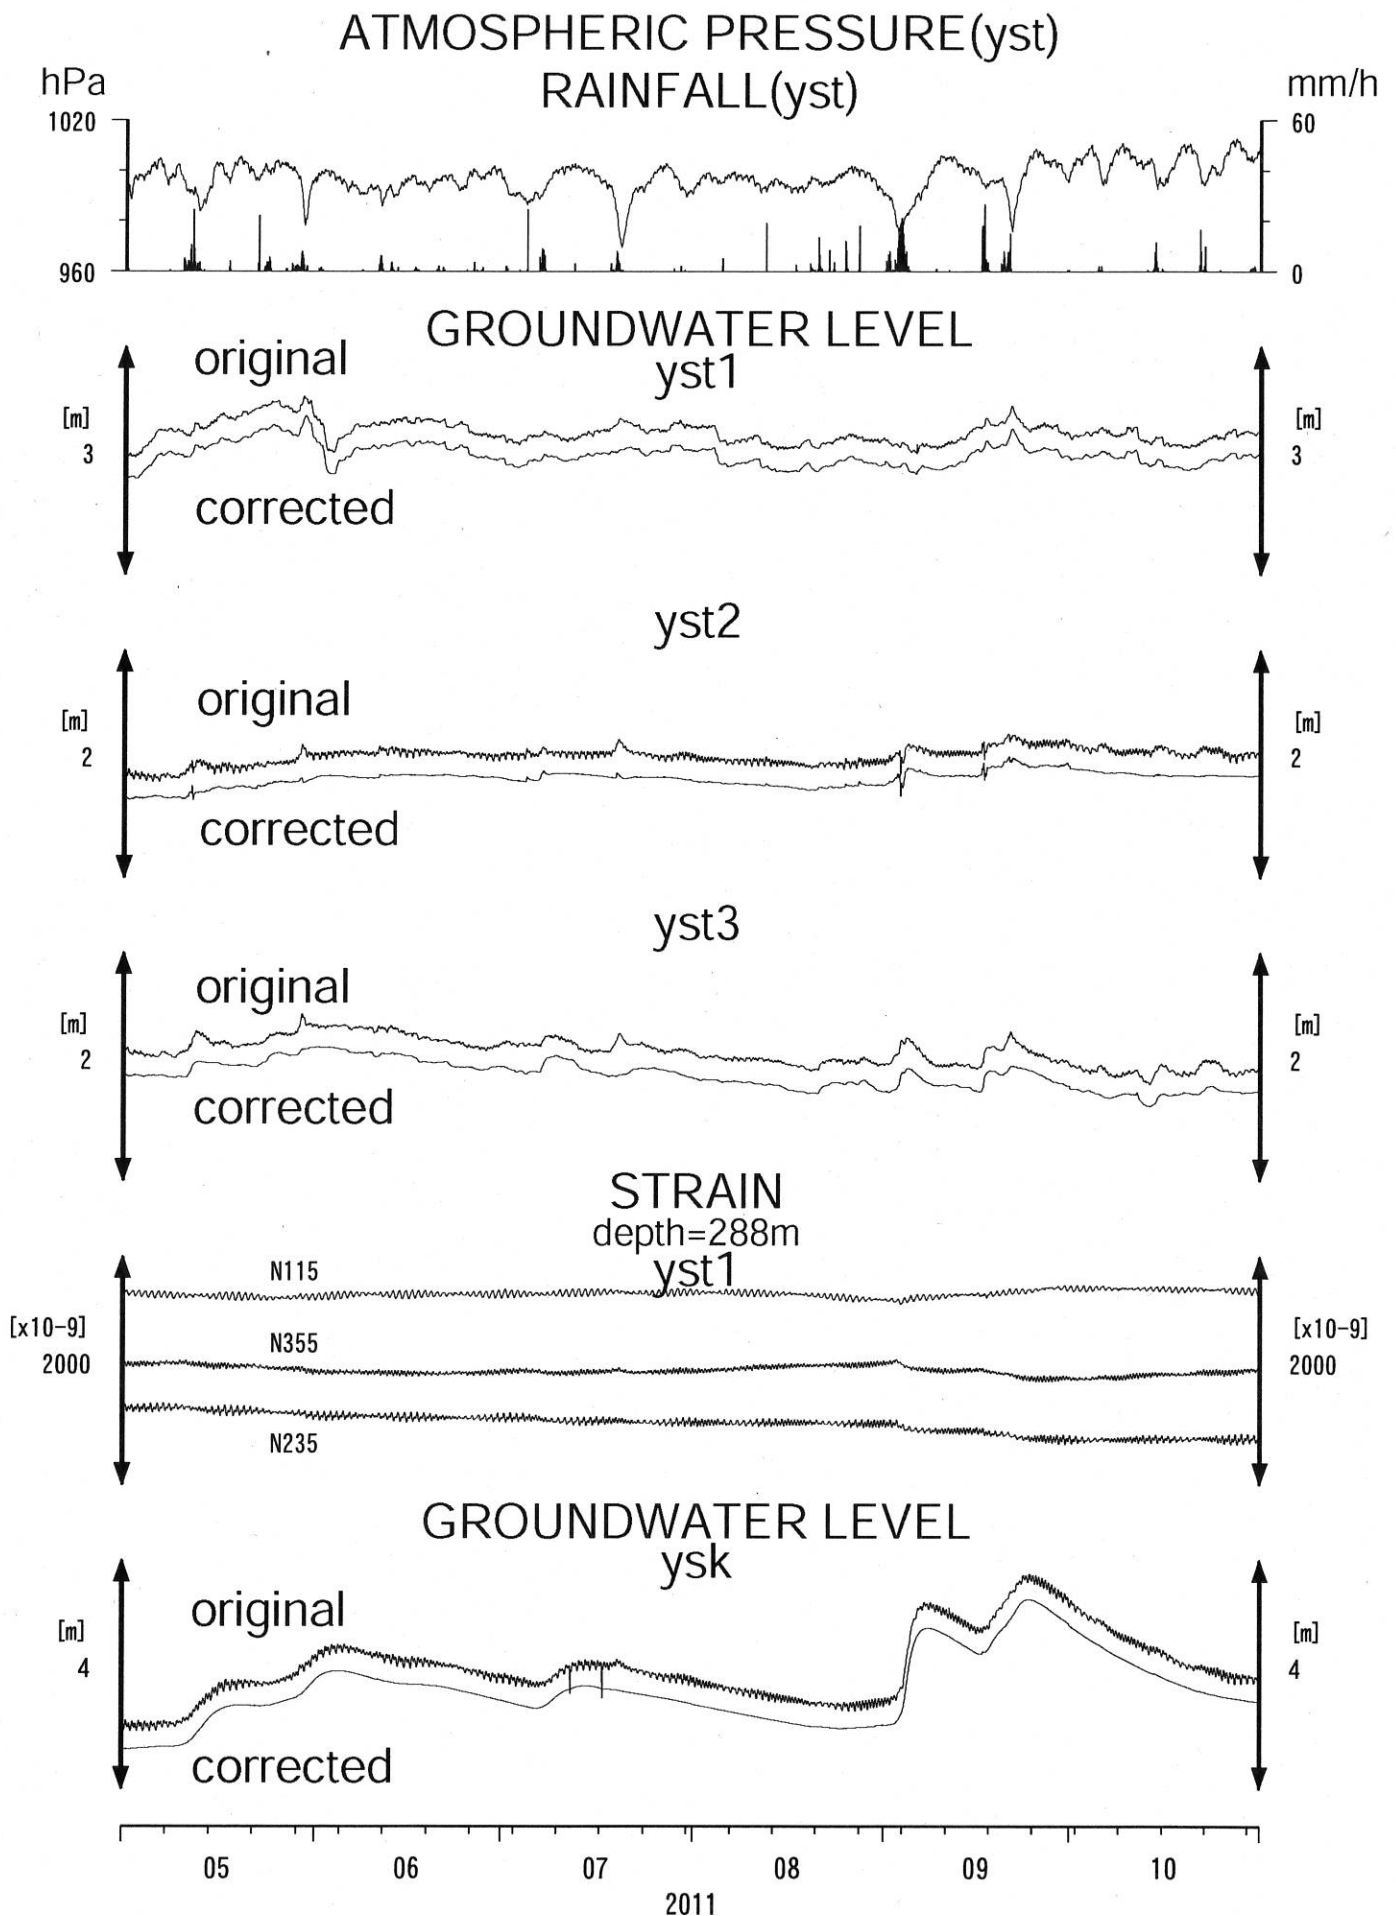 ATMOSPHERIC PRESSURE(yst)
hPa RAINFALL(yst) mm/h
1020 60
960 0
GROUNDWATER LEVEL
original yst1
[m] [m]
3 3
corrected
yst2
original
[m] [m]
2 2
corrected
yst3
original
[m] [m]
2 2
corrected
STRAIN
depth=288m
N115 yst1
[x10-9] [x10-9]
N355
2000 2000
N235
GROUNDWATER LEVEL
ysk
original
[m] [m]
4 4
corrected
05 06 07 08 09 10
2011